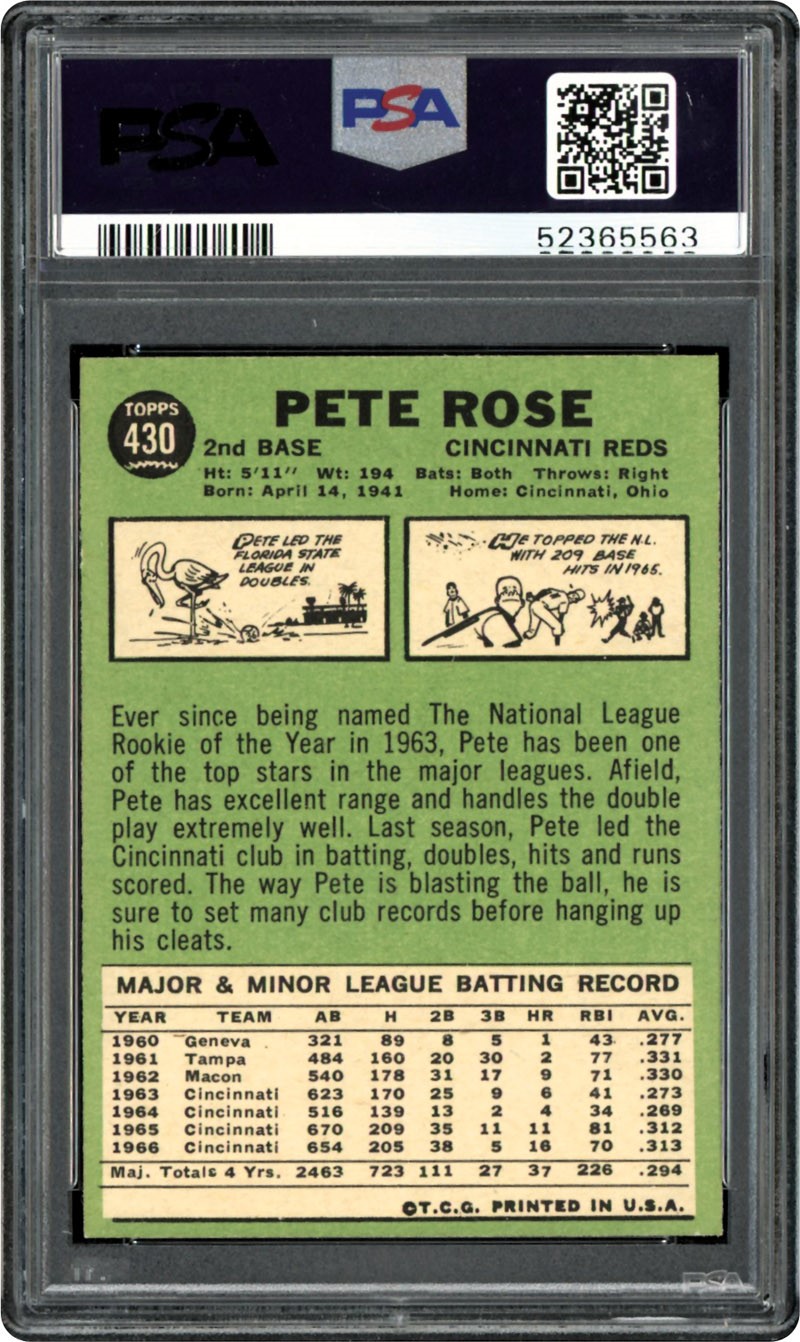 PSA
PSA
52365563
TOPPS
430
PETE ROSE
2nd BASE CINCINNATI REDS
Ht: 5'11" Wt: 194 Bats: Both Throws: Right
Born: April 14, 1941 Home: Cincinnati, Ohio
PETE LED THE
FLORIDA STATE
LEAGUE IN
DOUBLES.
HE TOPPED THE N.L.
WITH 209 BASE
HITS IN 1965.
Ever since being named The National League
Rookie of the Year in 1963, Pete has been one
of the top stars in the major leagues. Afield,
Pete has excellent range and handles the double
play extremely well. Last season, Pete led the
Cincinnati club in batting, doubles, hits and runs
scored. The way Pete is blasting the ball, he is
sure to set many club records before hanging up
his cleats.
MAJOR & MINOR LEAGUE BATTING RECORD
YEAR TEAM AB H 2B 3B HR RBI AVG.
1960 Geneva 321 89 8 5 1 43 .277
1961 Tampa 484 160 20 30 2 77 .331
1962 Macon 540 178 31 17 9 71 .330
1963 Cincinnati 623 170 25 9 6 41 .273
1964 Cincinnati 516 139 13 2 4 34 .269
1965 Cincinnati 670 209 35 11 11 81 .312
1966 Cincinnati 654 205 38 5 16 70 .313
Maj. Totals 4 Yrs. 2463 723 111 27 37 226 .294
©T.C.G. PRINTED IN U.S.A.
PSA